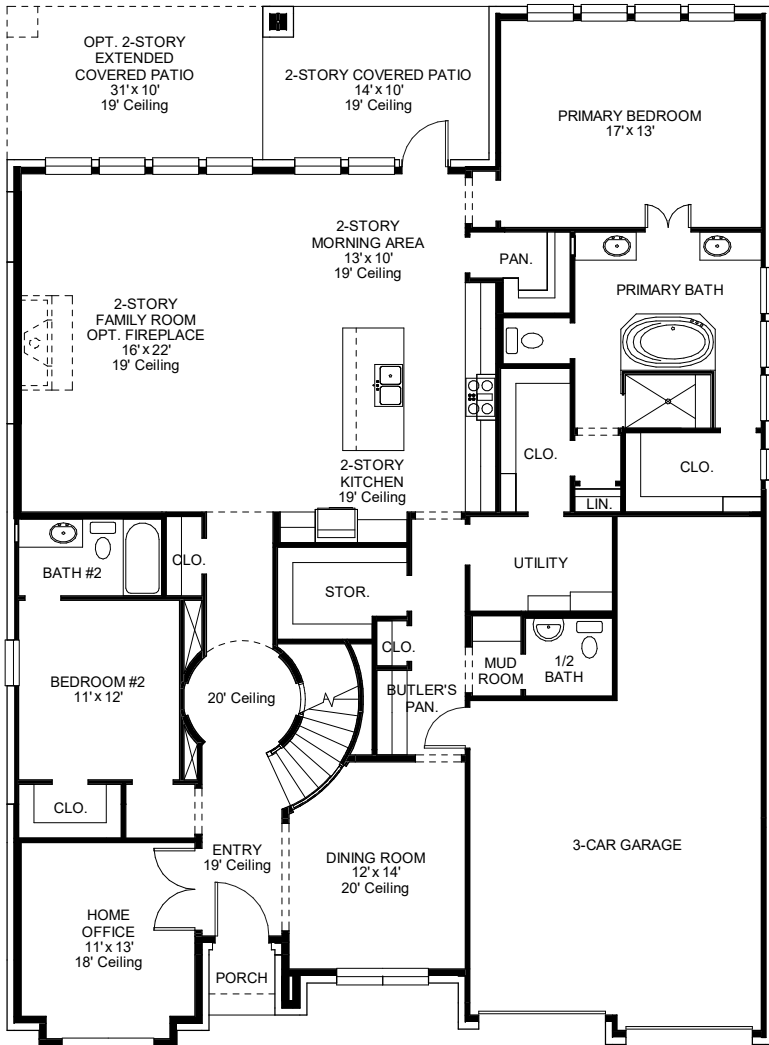 OPT. 2-STORY
EXTENDED
COVERED PATIO
31' x 10'
19' Ceiling
2-STORY COVERED PATIO
14' x 10'
19' Ceiling
PRIMARY BEDROOM
17' x 13'
2-STORY
MORNING AREA
13' x 10'
19' Ceiling
PAN.
PRIMARY BATH
2-STORY
FAMILY ROOM
OPT. FIREPLACE
16' x 22'
19' Ceiling
2-STORY
KITCHEN
19' Ceiling
CLO.
CLO.
LIN.
BATH #2
CLO.
STOR.
UTILITY
CLO.
MUD
ROOM
1/2
BATH
BEDROOM #2
11' x 12'
20' Ceiling
BUTLER'S
PAN.
CLO.
ENTRY
19' Ceiling
DINING ROOM
12' x 14'
20' Ceiling
3-CAR GARAGE
HOME
OFFICE
11' x 13'
18' Ceiling
PORCH